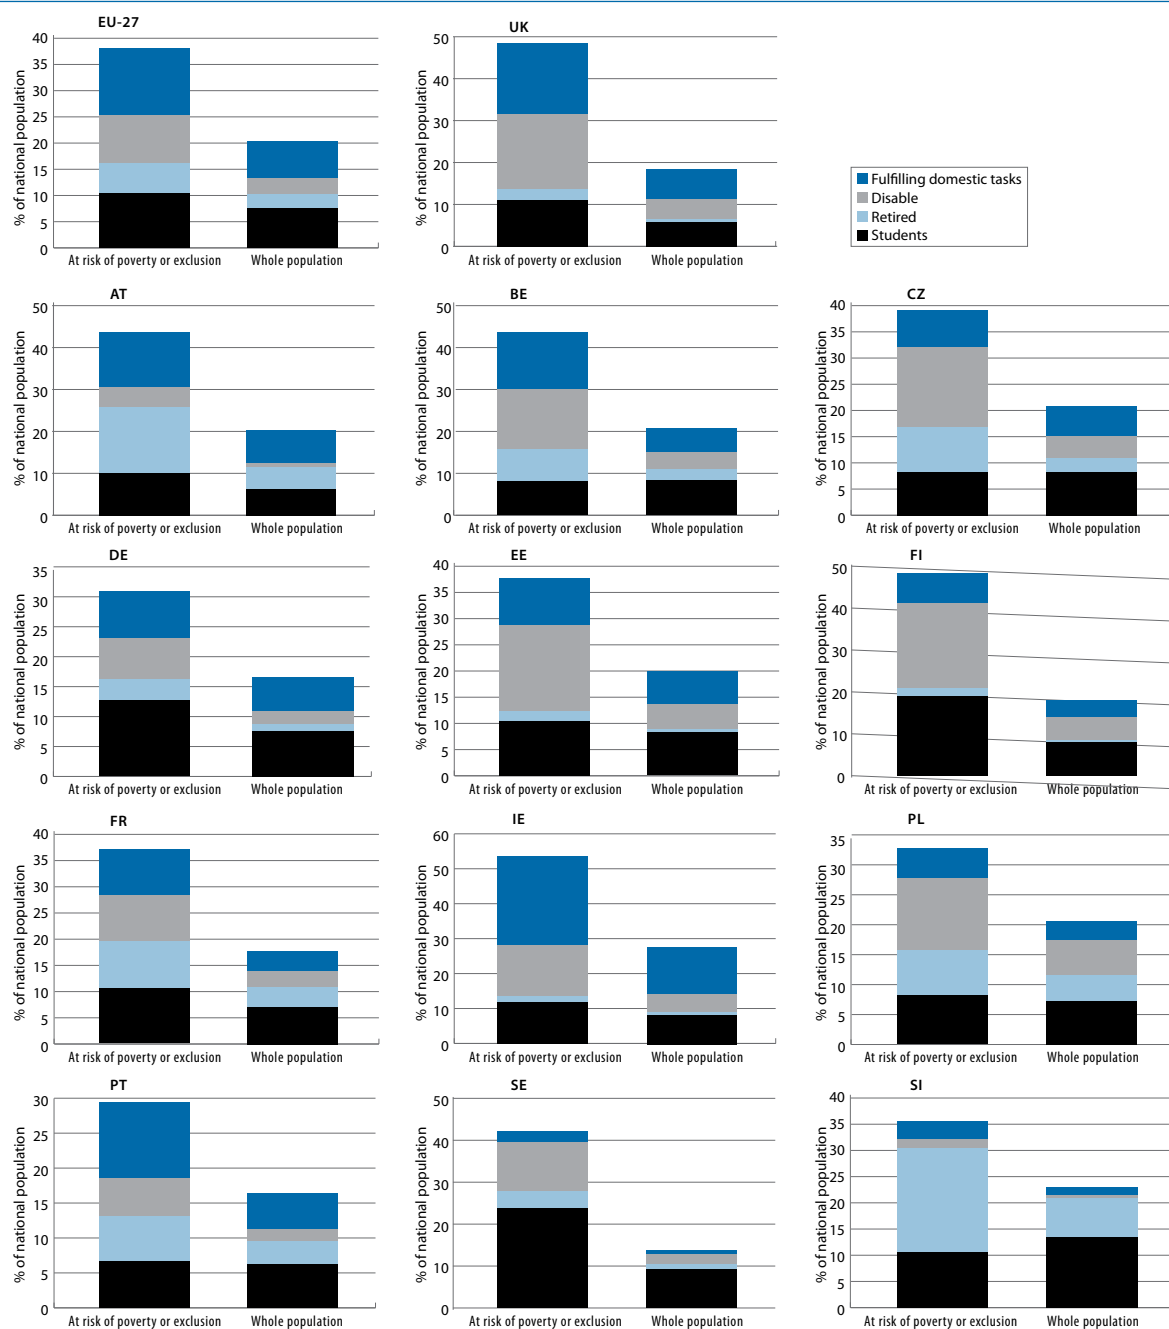 EU-27
% of national population
40
35
30
25
20
15
10
5
0
At risk of poverty or exclusion
Whole population
UK
% of national population
50
40
30
20
10
0
At risk of poverty or exclusion
Whole population
Fulfilling domestic tasks
Disable
Retired
Students
AT
% of national population
50
40
30
20
10
0
At risk of poverty or exclusion
Whole population
BE
% of national population
50
40
30
20
10
0
At risk of poverty or exclusion
Whole population
CZ
% of national population
40
35
30
25
20
15
10
5
0
At risk of poverty or exclusion
Whole population
DE
% of national population
35
30
25
20
15
10
5
0
At risk of poverty or exclusion
Whole population
EE
% of national population
40
35
30
25
20
15
10
5
0
At risk of poverty or exclusion
Whole population
FI
% of national population
50
40
30
20
10
0
At risk of poverty or exclusion
Whole population
FR
% of national population
40
35
30
25
20
15
10
5
0
At risk of poverty or exclusion
Whole population
IE
% of national population
60
50
40
30
20
10
0
At risk of poverty or exclusion
Whole population
PL
% of national population
35
30
25
20
15
10
5
0
At risk of poverty or exclusion
Whole population
PT
% of national population
30
25
20
15
10
5
0
At risk of poverty or exclusion
Whole population
SE
% of national population
50
40
30
20
10
0
At risk of poverty or exclusion
Whole population
SI
% of national population
40
35
30
25
20
15
10
5
0
At risk of poverty or exclusion
Whole population